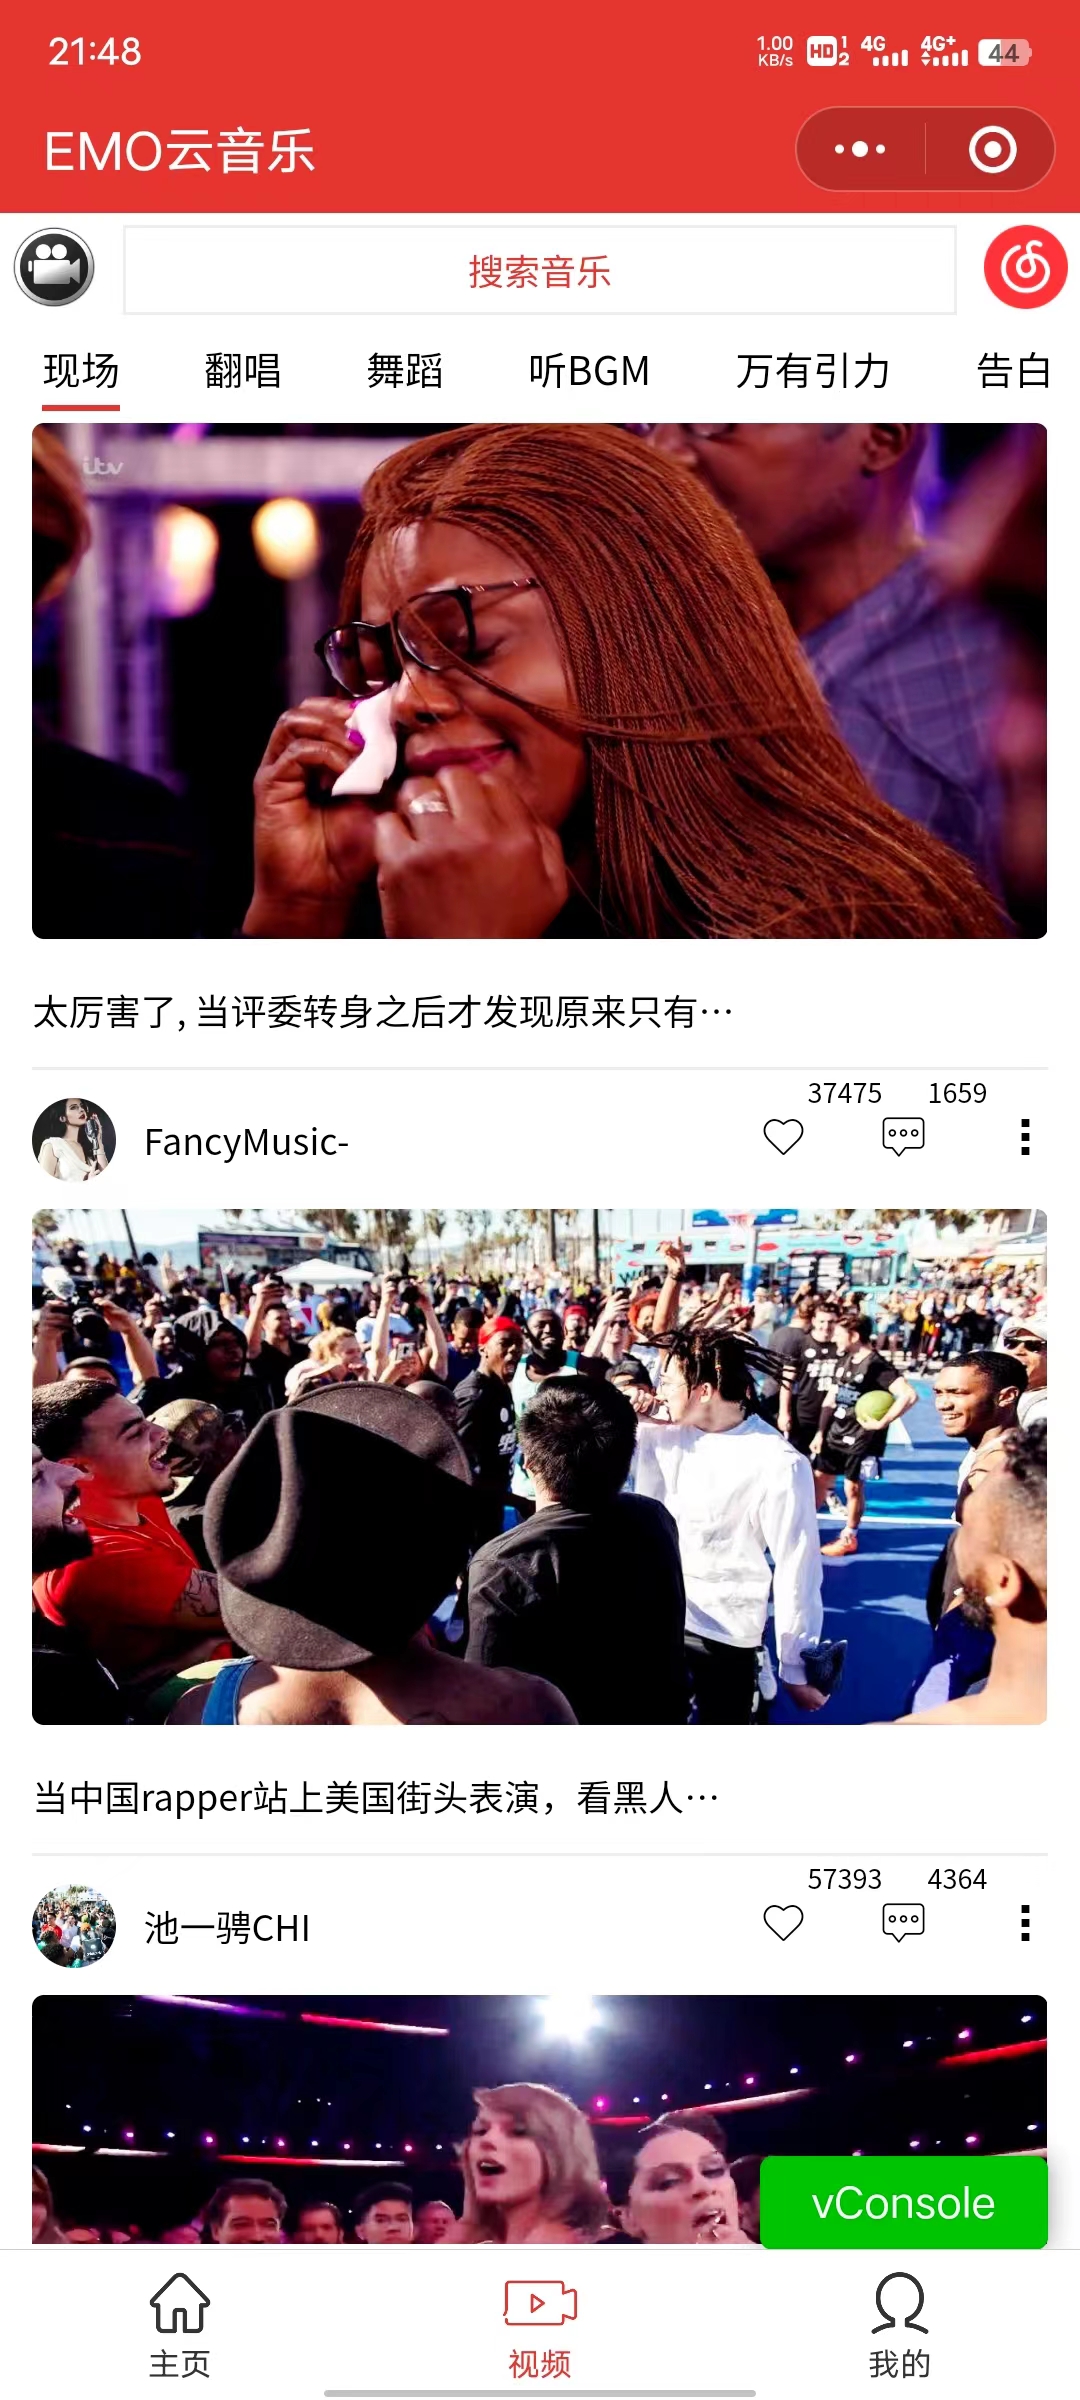 21:48
1.00 KB/s HD 1 2 4G 4G+ 44
EMO云音乐
搜索音乐
现场 翻唱 舞蹈 听BGM 万有引力 告白
itv
太厉害了, 当评委转身之后才发现原来只有…
37475 1659
FancyMusic-
当中国rapper站上美国街头表演，看黑人…
57393 4364
池一骋CHI
vConsole
主页 视频 我的